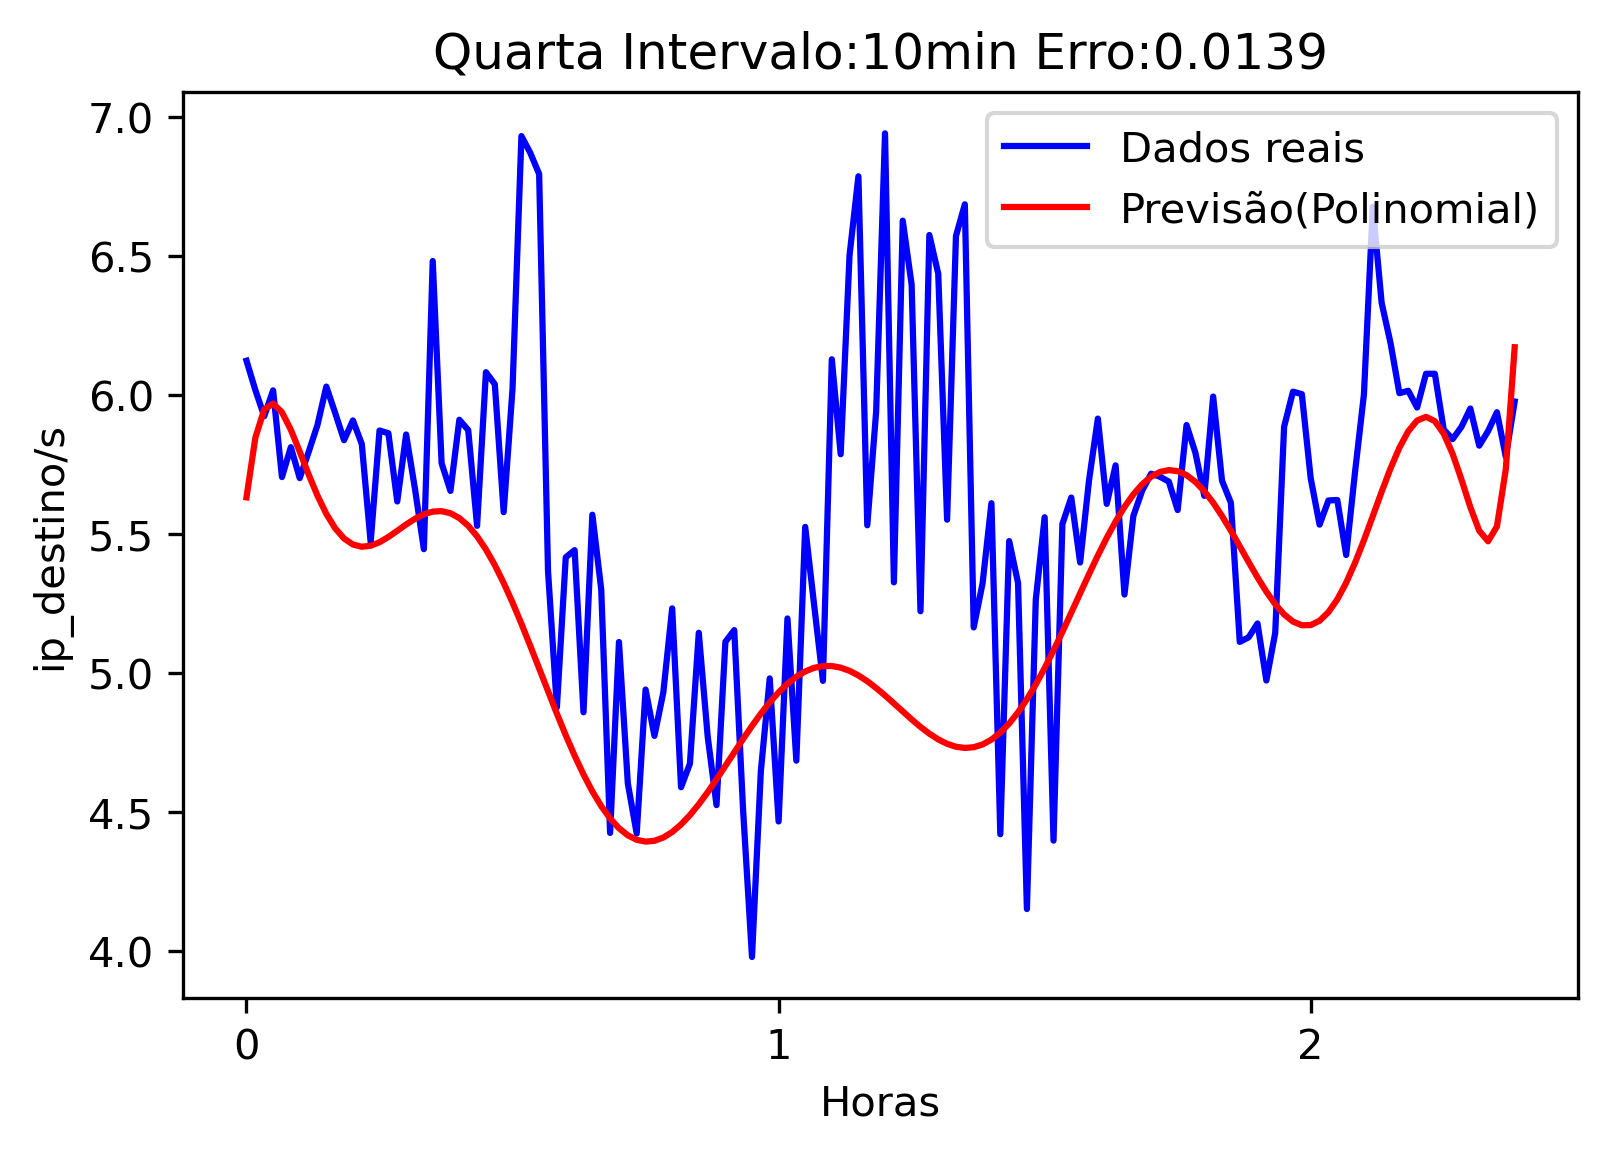 Quarta Intervalo:10min Erro:0.0139
7.0
6.5
6.0
5.5
5.0
4.5
4.0
ip_destino/s
Dados reais
Previsão(Polinomial)
0
1
2
Horas